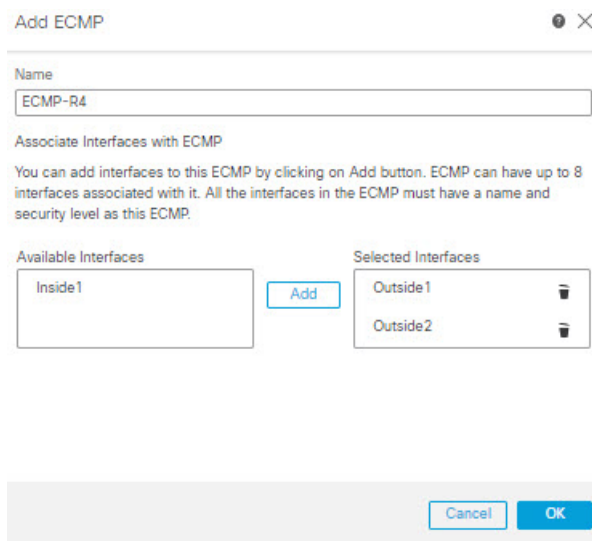 Add ECMP
Name
ECMP-R4
Associate Interfaces with ECMP
You can add interfaces to this ECMP by clicking on Add button. ECMP can have up to 8
interfaces associated with it. All the interfaces in the ECMP must have a name and
security level as this ECMP.
Available Interfaces
Inside1
Add
Selected Interfaces
Outside1
Outside2
Cancel
OK